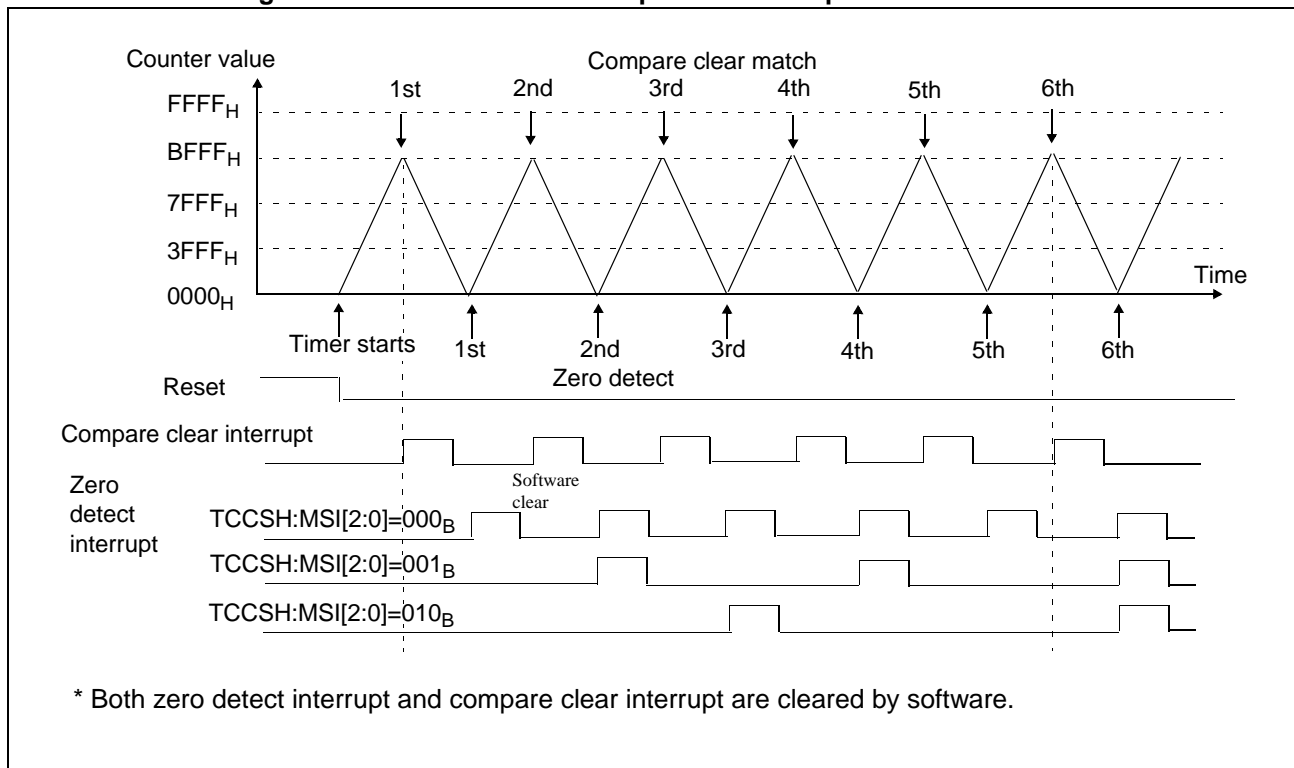 Counter value
Compare clear match
1st 2nd 3rd 4th 5th 6th
FFFFH
BFFFH
7FFFH
3FFFH
0000H
Time
Timer starts 1st 2nd 3rd 4th 5th 6th
Zero detect
Reset
Compare clear interrupt
Software
clear
Zero
detect
interrupt
TCCSH:MSI[2:0]=000B
TCCSH:MSI[2:0]=001B
TCCSH:MSI[2:0]=010B
* Both zero detect interrupt and compare clear interrupt are cleared by software.